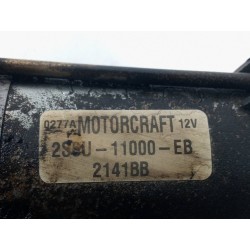 0277A MOTORCRAFT 12V
2S6U-11000-EB
2141BB